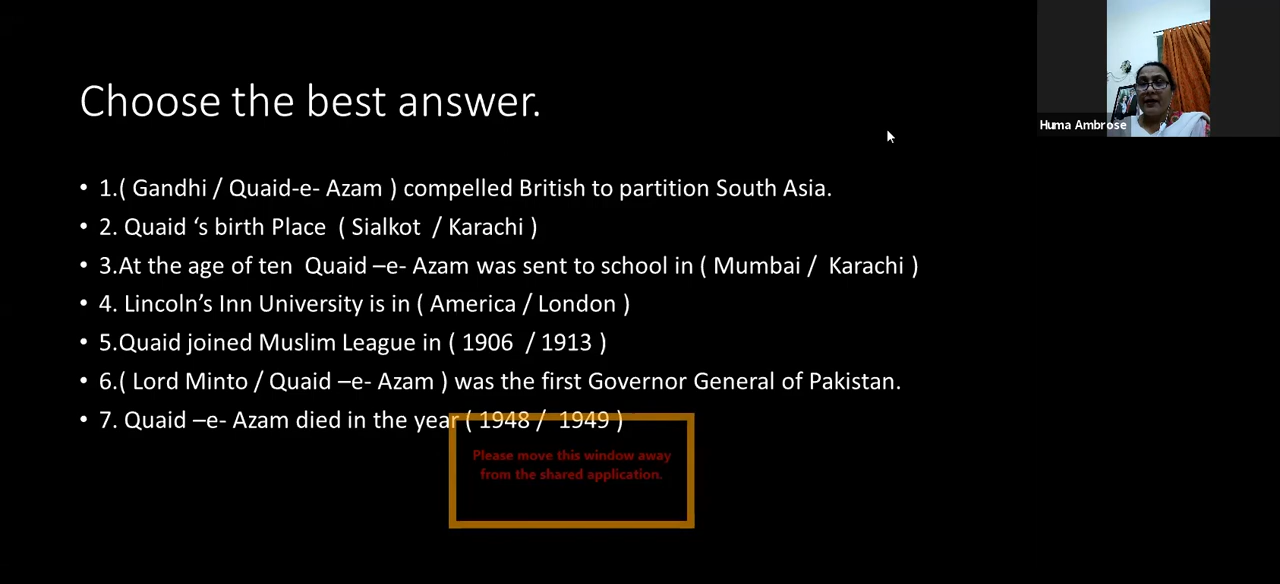 Huma Ambrose
Choose the best answer.
• 1.( Gandhi / Quaid-e- Azam ) compelled British to partition South Asia.
• 2. Quaid ‘s birth Place ( Sialkot / Karachi )
• 3.At the age of ten Quaid –e- Azam was sent to school in ( Mumbai / Karachi )
• 4. Lincoln’s Inn University is in ( America / London )
• 5.Quaid joined Muslim League in ( 1906 / 1913 )
• 6.( Lord Minto / Quaid –e- Azam ) was the first Governor General of Pakistan.
• 7. Quaid –e- Azam died in the year ( 1948 / 1949 )
Please move this window away
from the shared application.